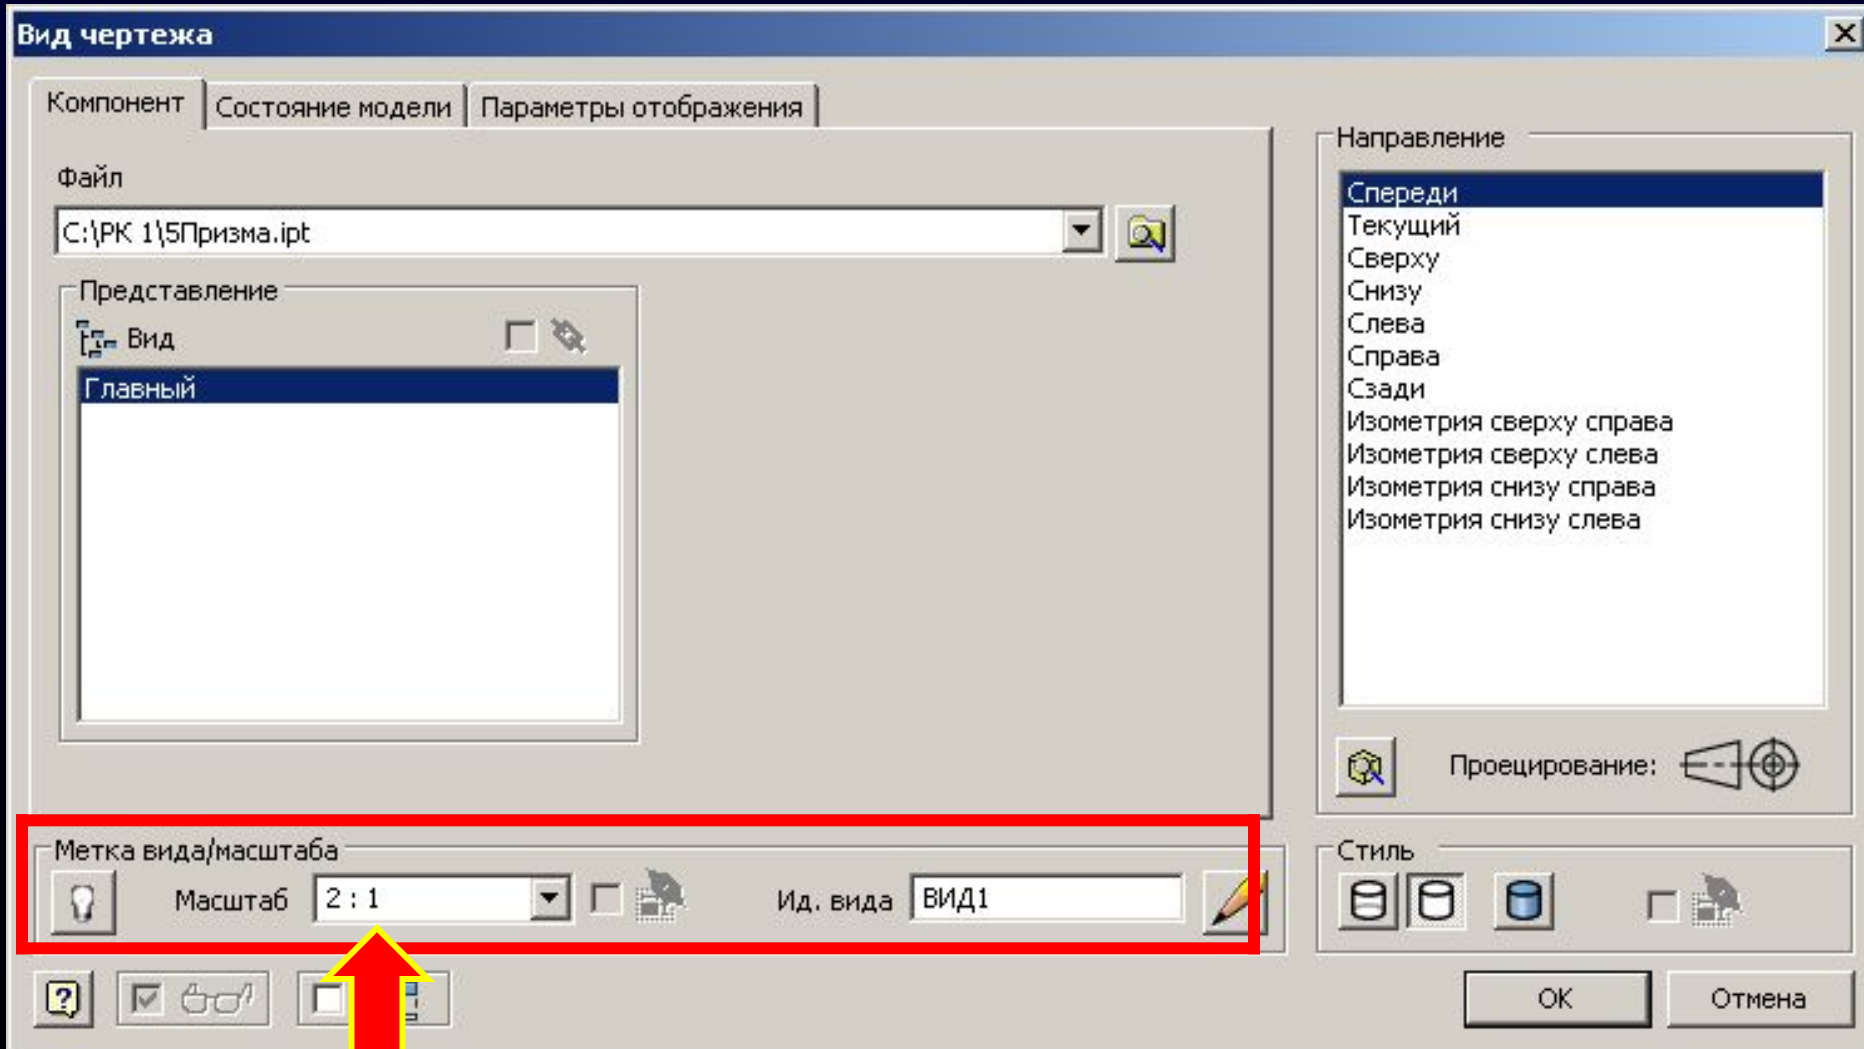 Вид чертежа
Компонент Состояние модели Параметры отображения
Файл
C:\РК 1\5Призма.ipt
Представление
Вид
Главный
Направление
Спереди
Текущий
Сверху
Снизу
Слева
Справа
Сзади
Изометрия сверху справа
Изометрия сверху слева
Изометрия снизу справа
Изометрия снизу слева
Проецирование:
Метка вида/масштаба
Масштаб 2 : 1 Ид. вида ВИД1
Стиль
ОК Отмена